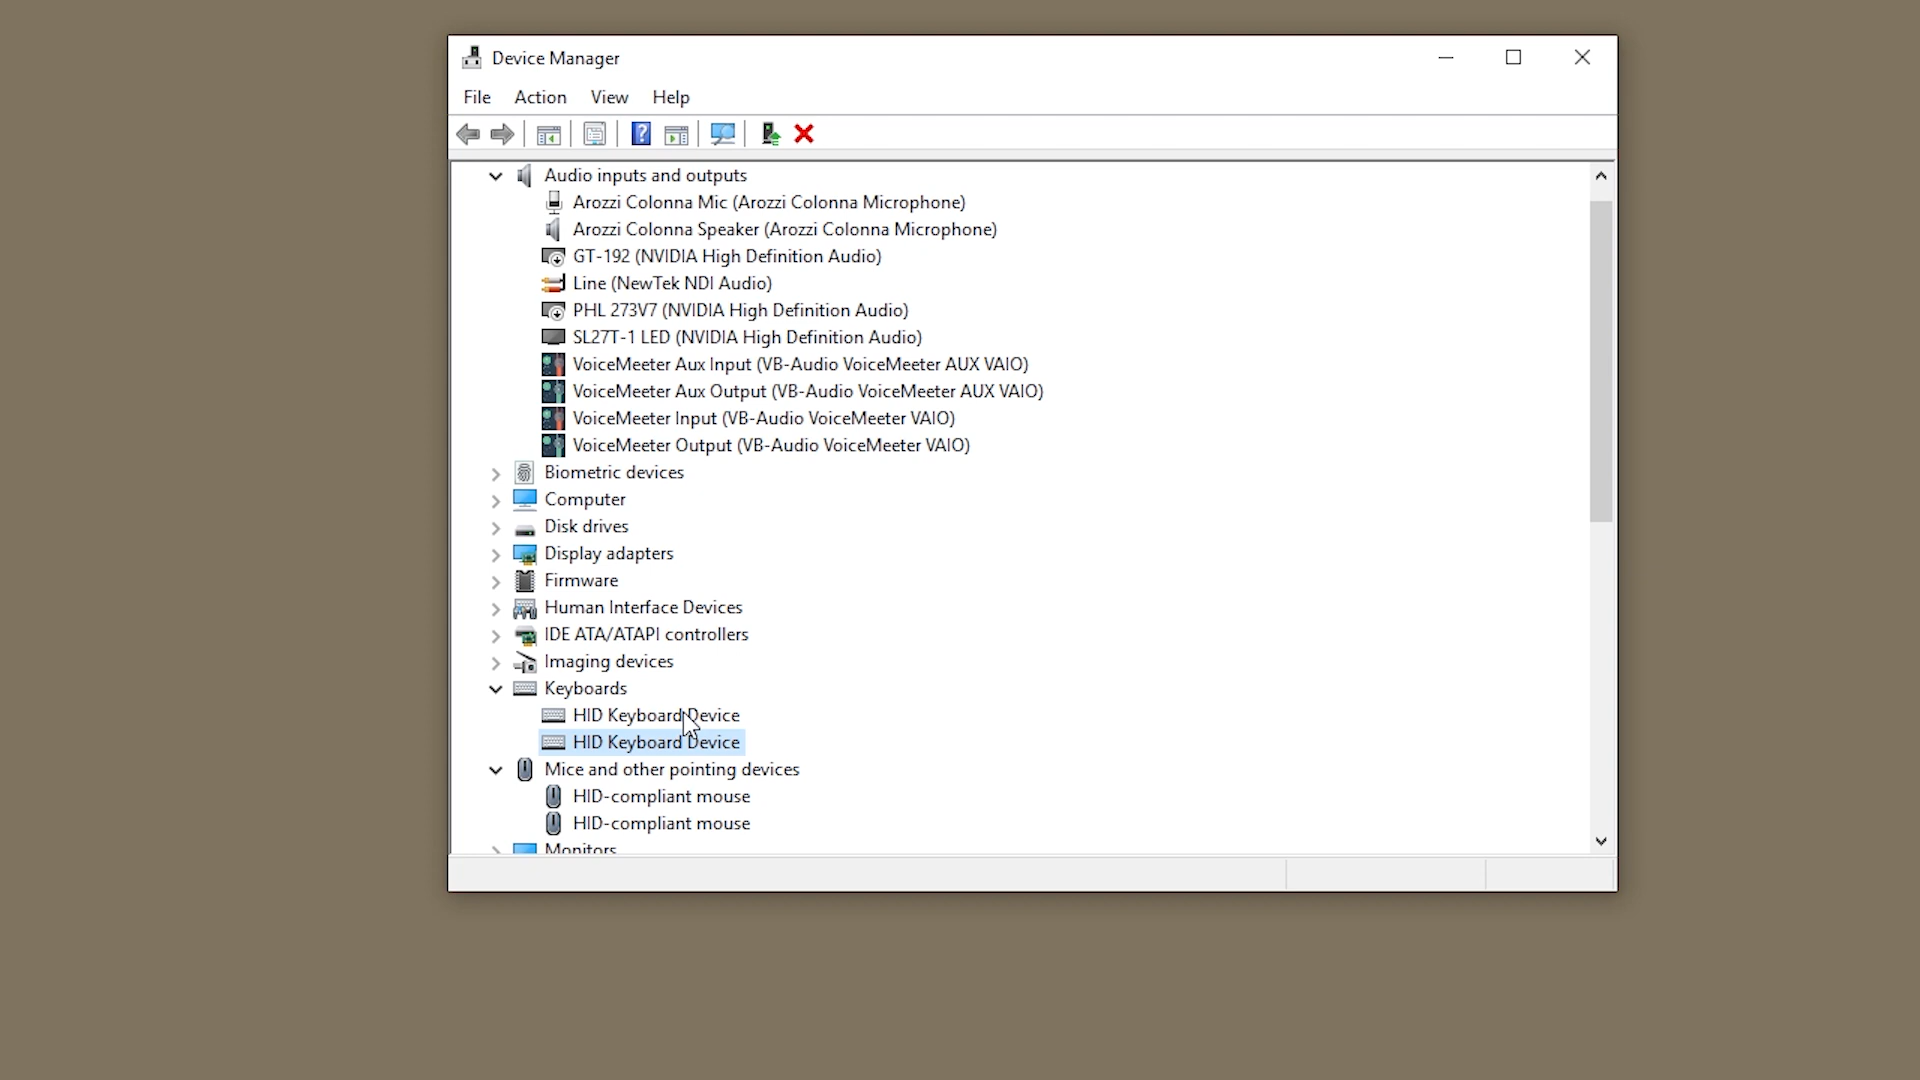 Device Manager
File Action View Help
Audio inputs and outputs
Arozzi Colonna Mic (Arozzi Colonna Microphone)
Arozzi Colonna Speaker (Arozzi Colonna Microphone)
GT-192 (NVIDIA High Definition Audio)
Line (NewTek NDI Audio)
PHL 273V7 (NVIDIA High Definition Audio)
SL27T-1 LED (NVIDIA High Definition Audio)
VoiceMeeter Aux Input (VB-Audio VoiceMeeter AUX VAIO)
VoiceMeeter Aux Output (VB-Audio VoiceMeeter AUX VAIO)
VoiceMeeter Input (VB-Audio VoiceMeeter VAIO)
VoiceMeeter Output (VB-Audio VoiceMeeter VAIO)
Biometric devices
Computer
Disk drives
Display adapters
Firmware
Human Interface Devices
IDE ATA/ATAPI controllers
Imaging devices
Keyboards
HID Keyboard Device
HID Keyboard Device
Mice and other pointing devices
HID-compliant mouse
HID-compliant mouse
Monitors